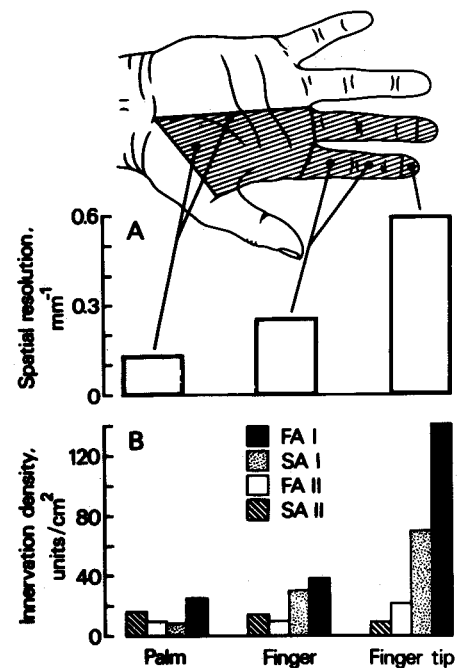 A
Spatial resolution,
mm-1
0.6
0.3
0
B
FA I
SA I
FA II
SA II
Innervation density,
units/cm2
120
80
40
0
Palm Finger Finger tip